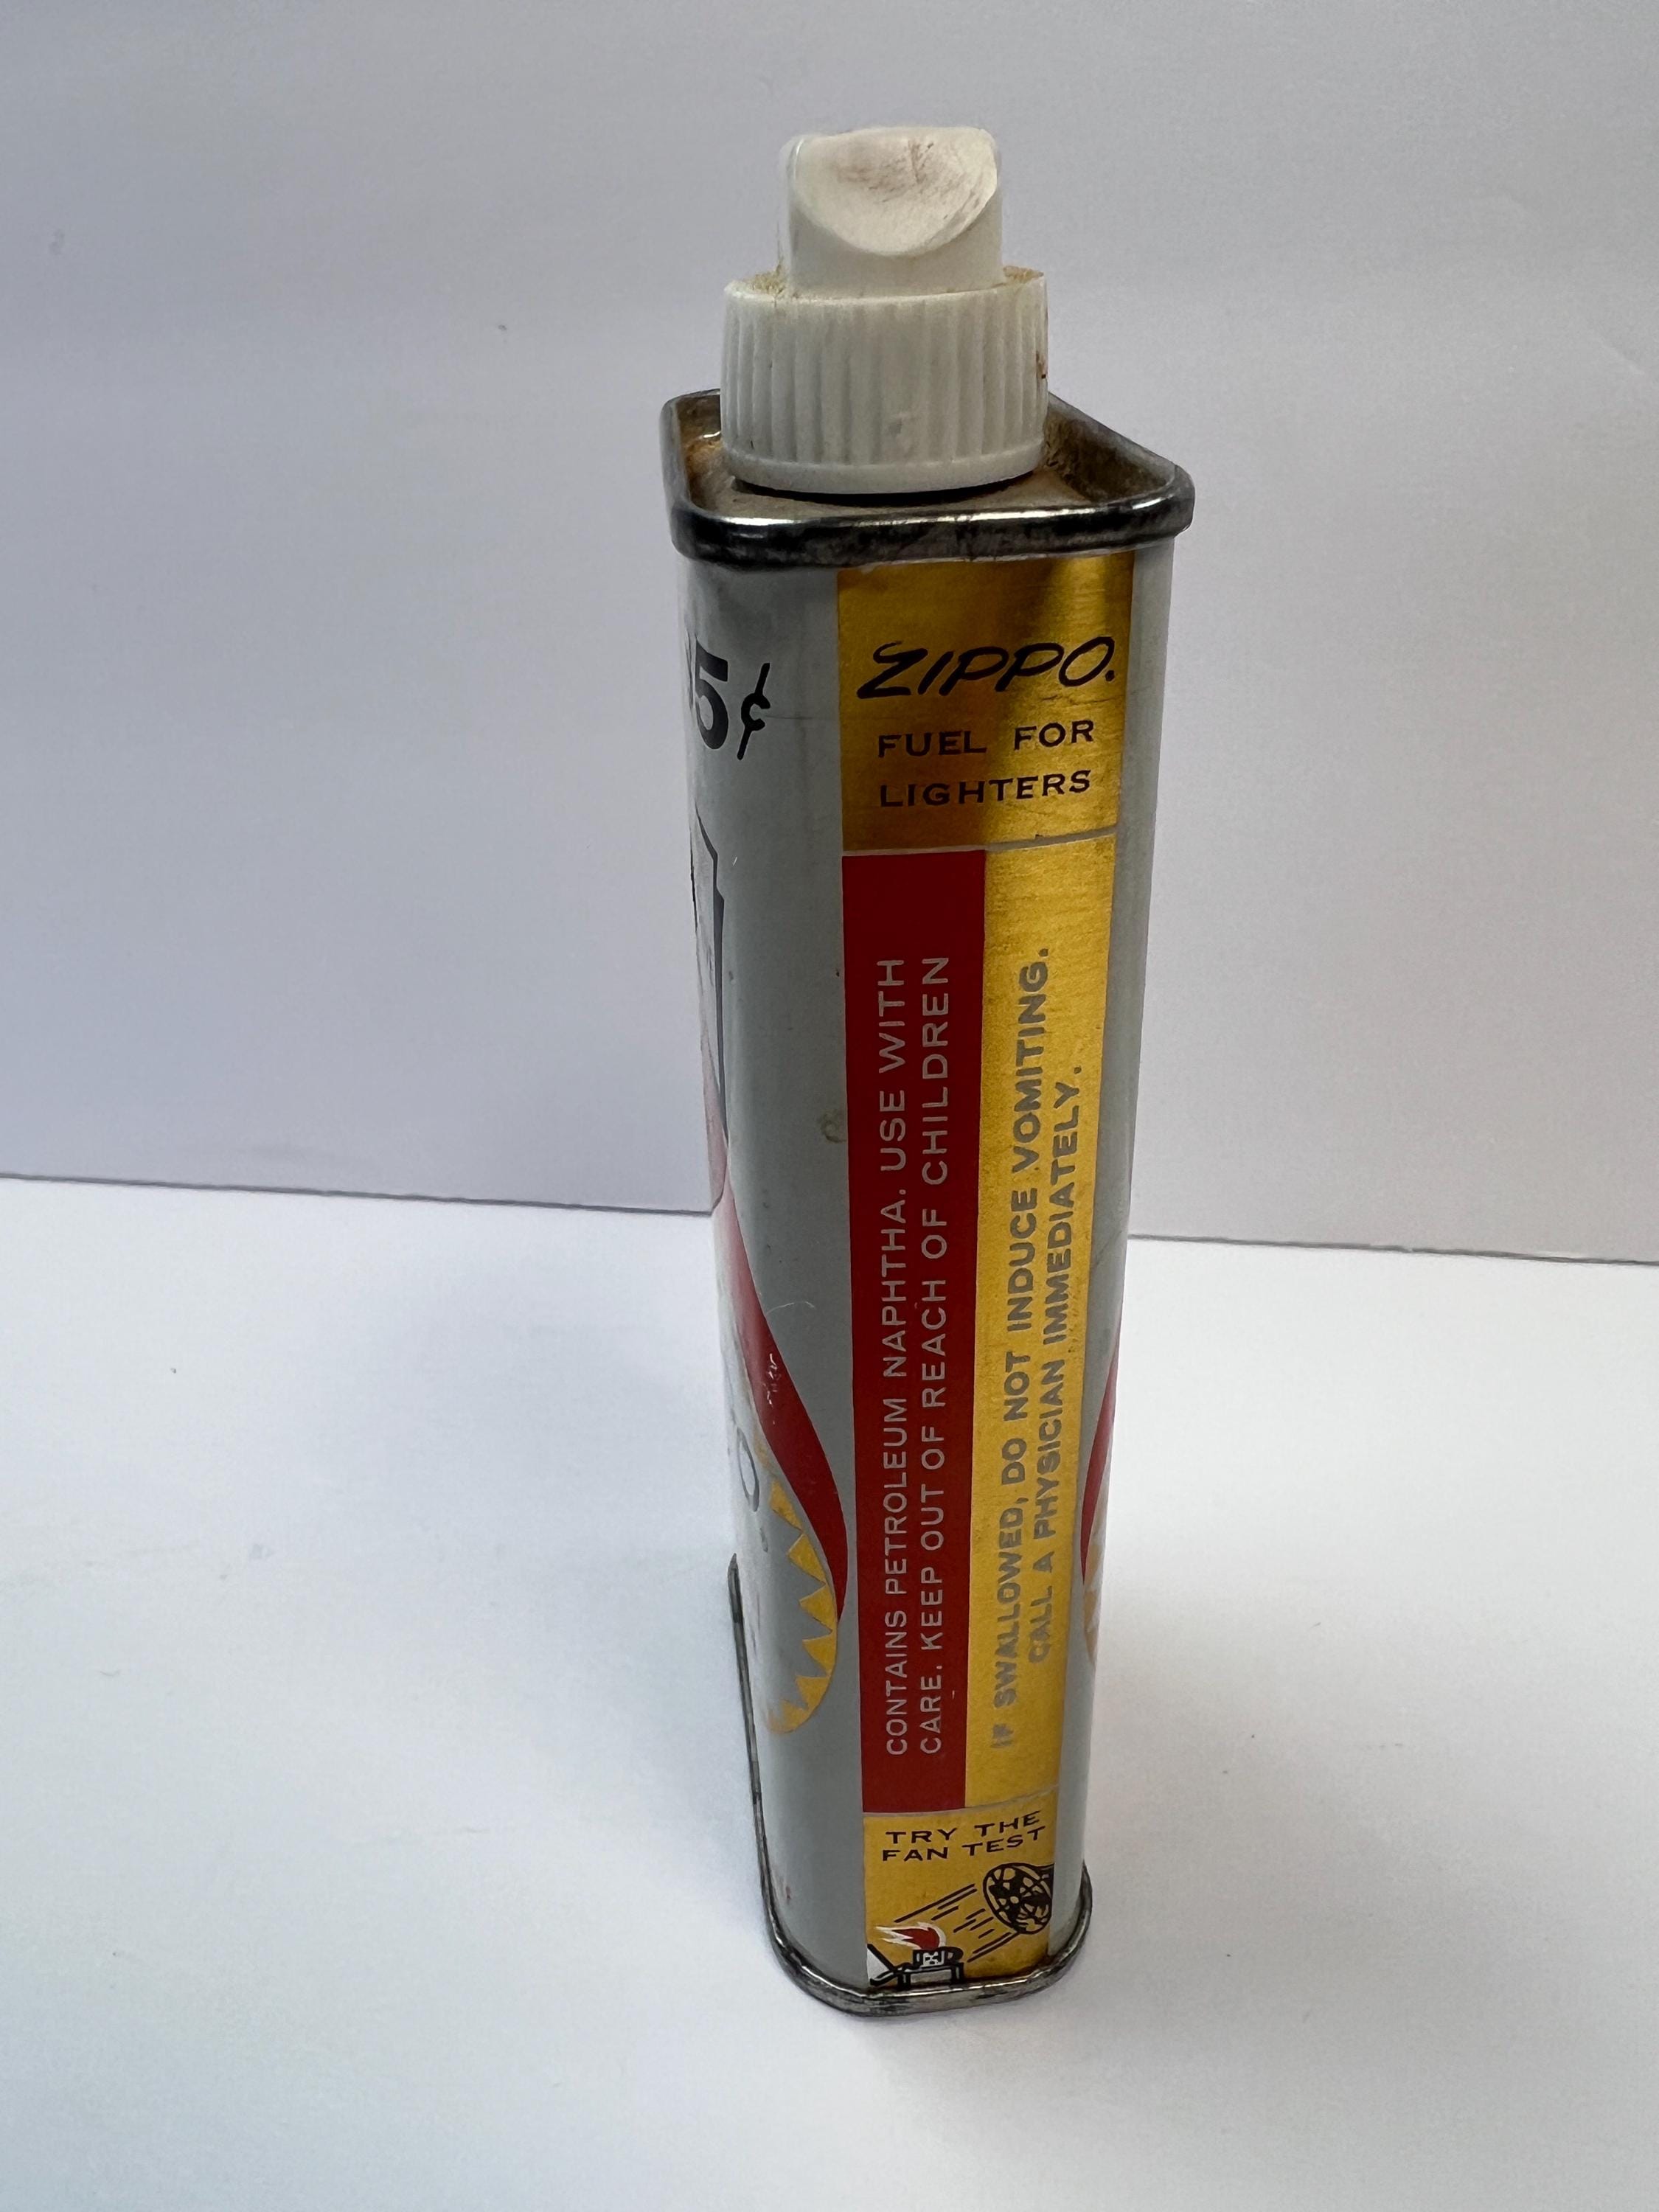 5¢
ZIPPO.
FUEL FOR
LIGHTERS
CONTAINS PETROLEUM NAPHTHA. USE WITH
CARE. KEEP OUT OF REACH OF CHILDREN
IF SWALLOWED, DO NOT INDUCE VOMITING.
CALL A PHYSICIAN IMMEDIATELY.
TRY THE
FAN TEST